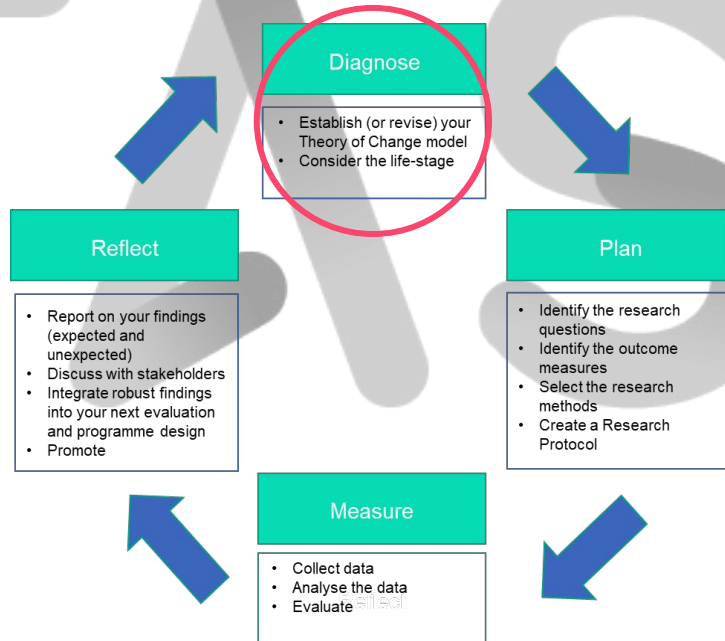 Diagnose
• Establish (or revise) your
Theory of Change model
• Consider the life-stage
Reflect
• Report on your findings
(expected and
unexpected)
• Discuss with stakeholders
• Integrate robust findings
into your next evaluation
and programme design
• Promote
Plan
• Identify the research
questions
• Identify the outcome
measures
• Select the research
methods
• Create a Research
Protocol
Measure
• Collect data
• Analyse the data
• Evaluate
Reflect